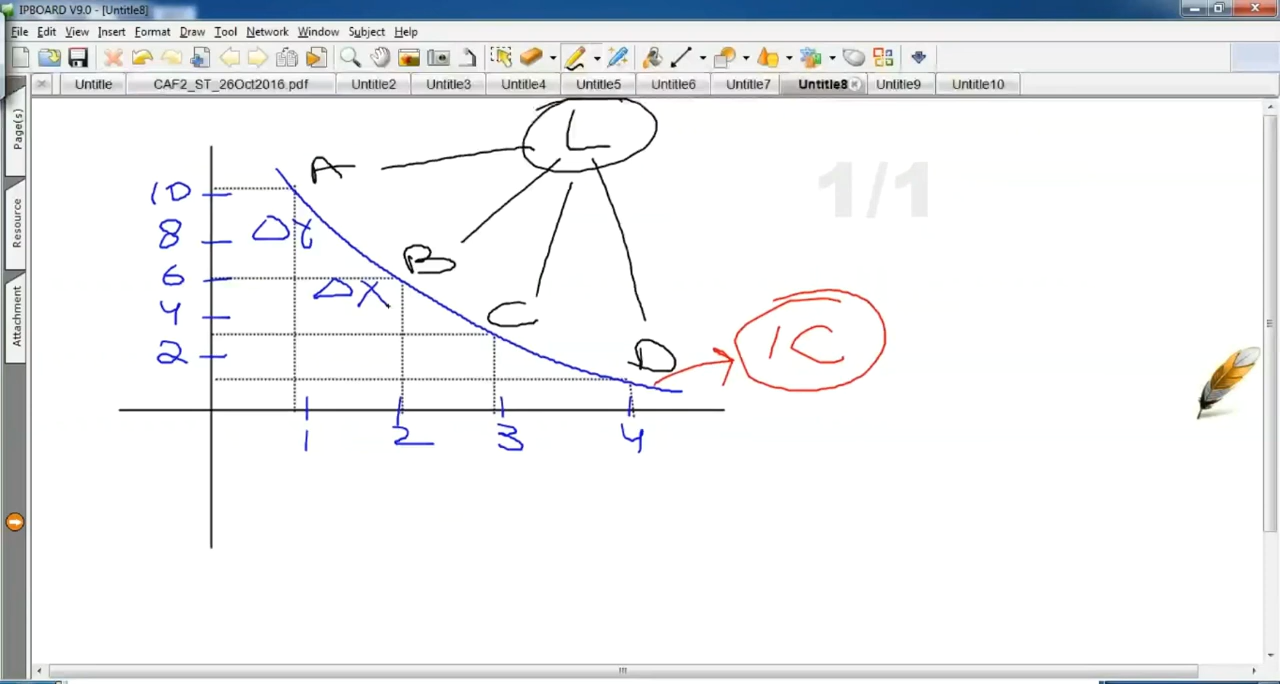 IPBOARD V9.0 - [Untitle8]
File Edit View Insert Format Draw Tool Network Window Subject Help
Untitle CAF2_ST_26Oct2016.pdf Untitle2 Untitle3 Untitle4 Untitle5 Untitle6 Untitle7 Untitle8 Untitle9 Untitle10
Page(s)
Resource
Attachment
1/1
L
A
10
8
ΔY
B
6
ΔX
4
C
2
D
IC
1 2 3 4